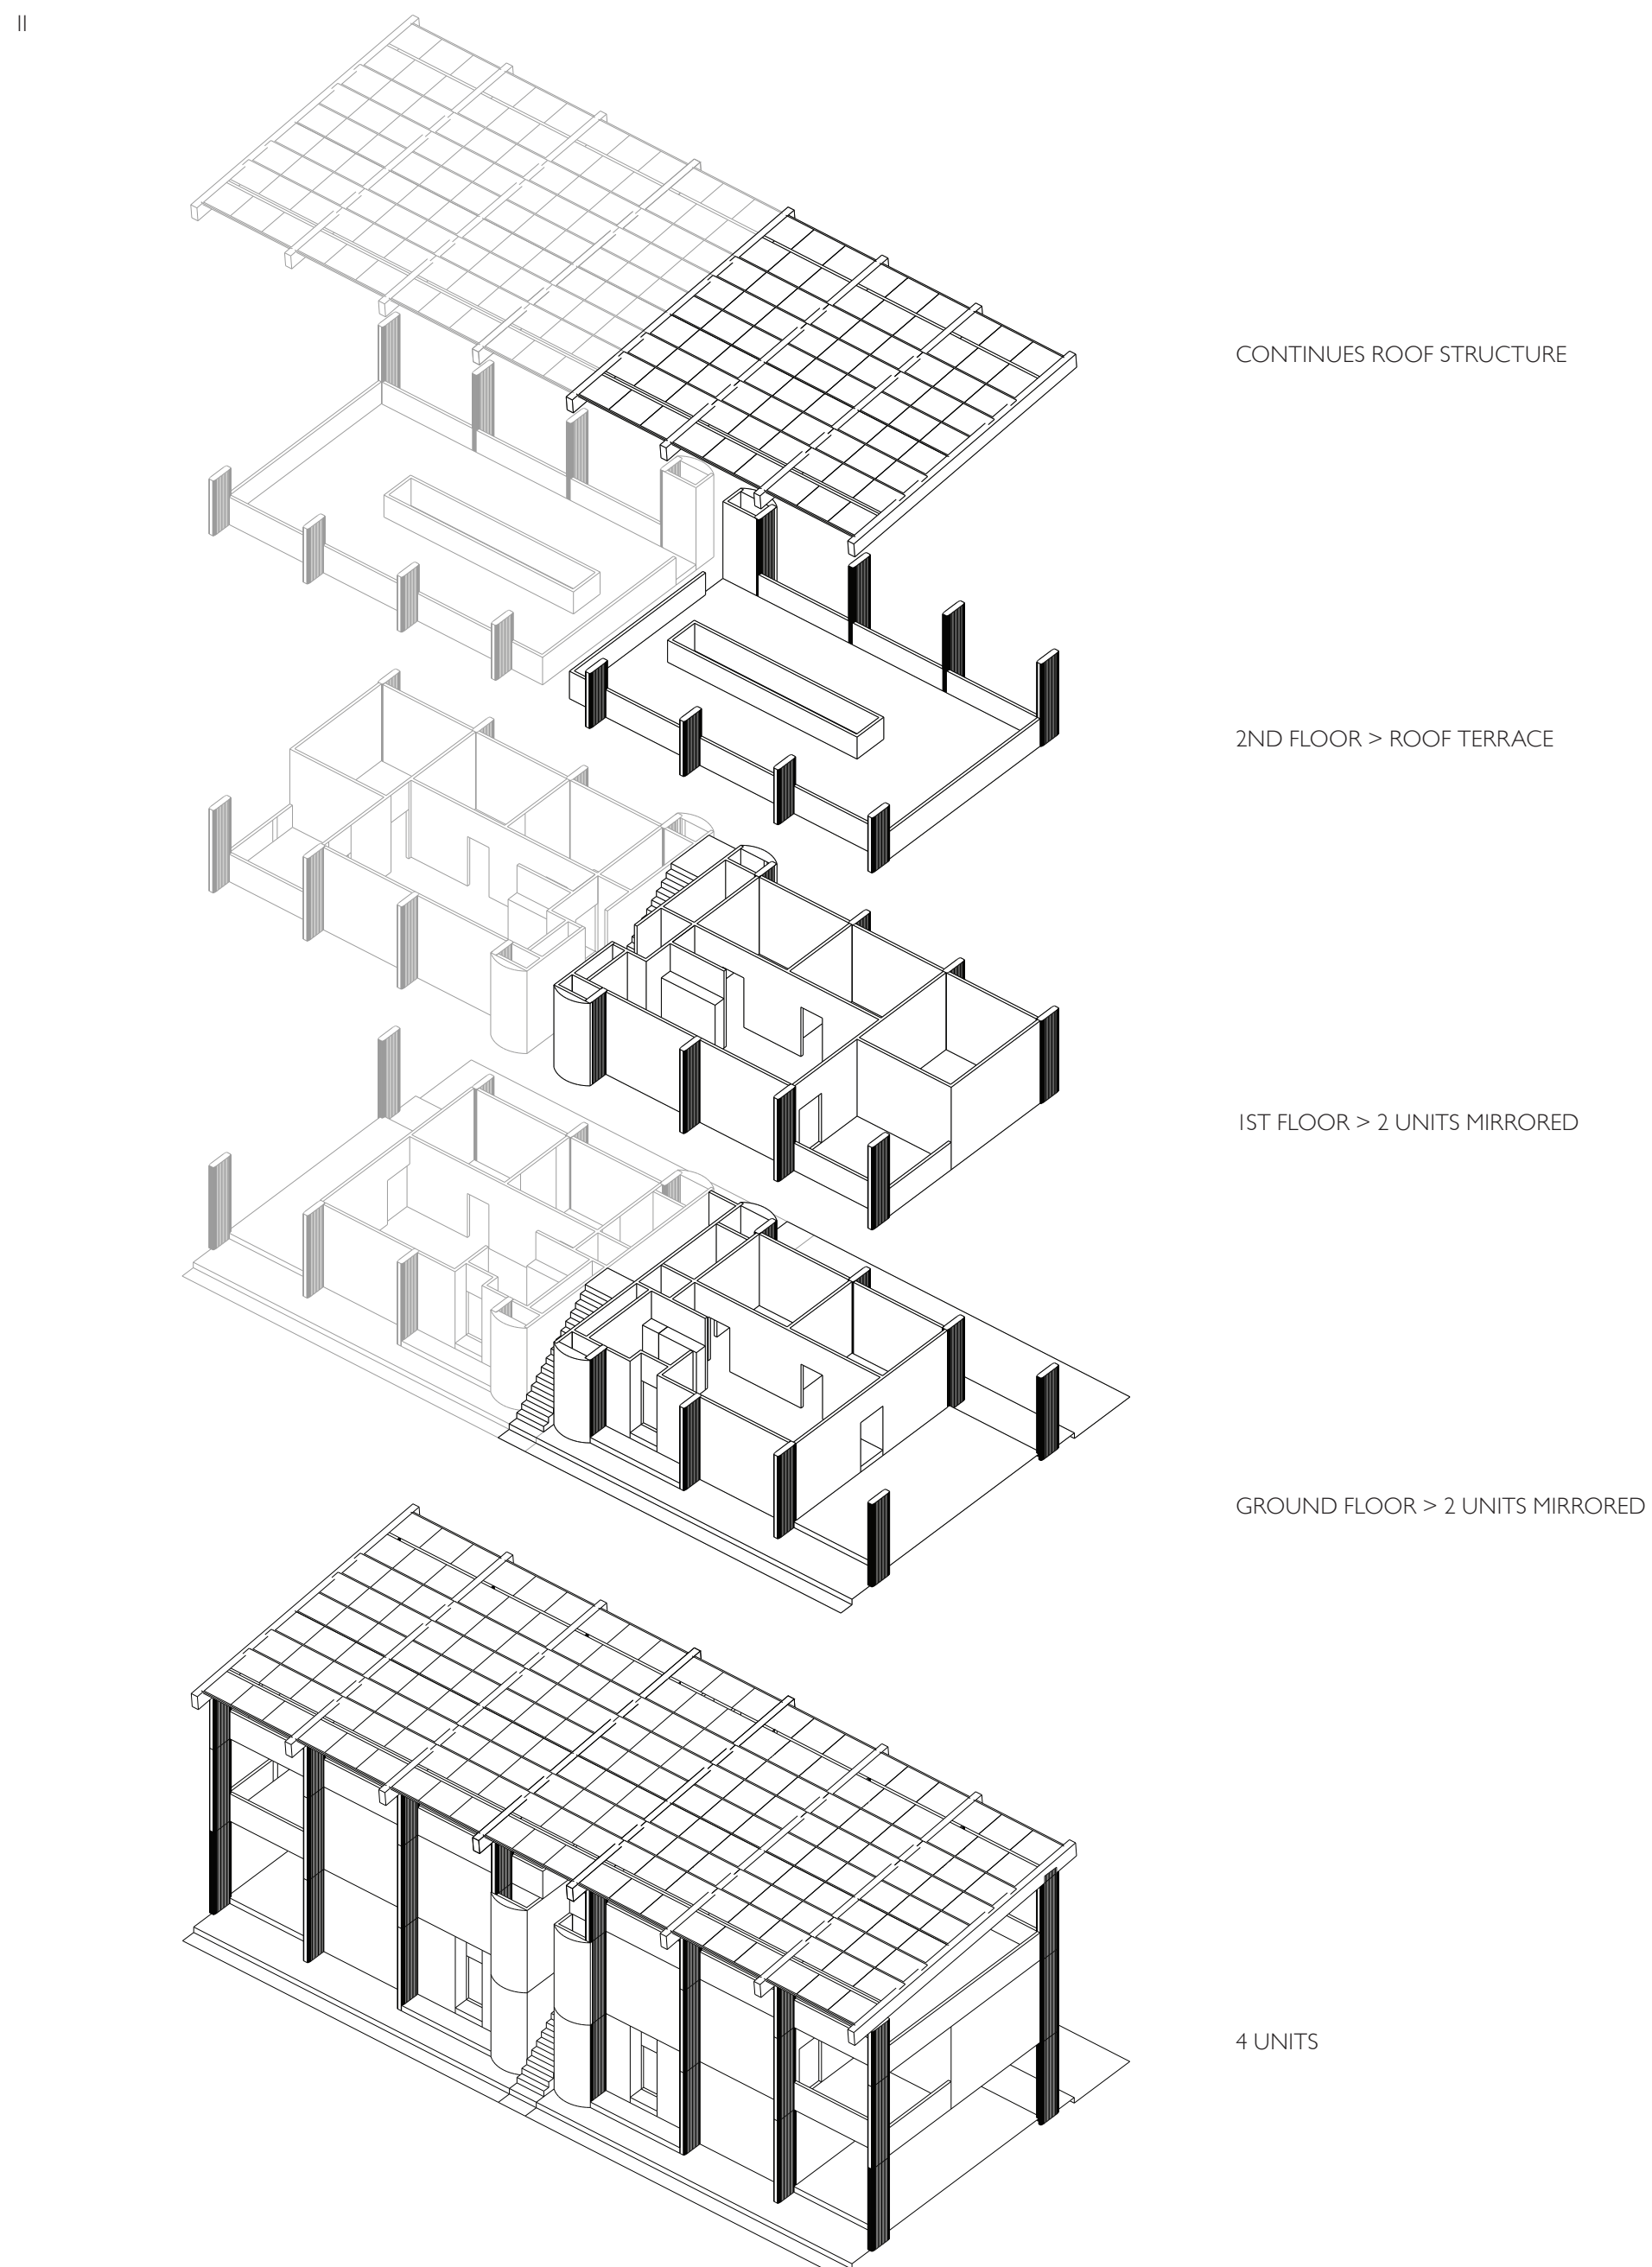 II
CONTINUES ROOF STRUCTURE
2ND FLOOR > ROOF TERRACE
1ST FLOOR > 2 UNITS MIRRORED
GROUND FLOOR > 2 UNITS MIRRORED
4 UNITS